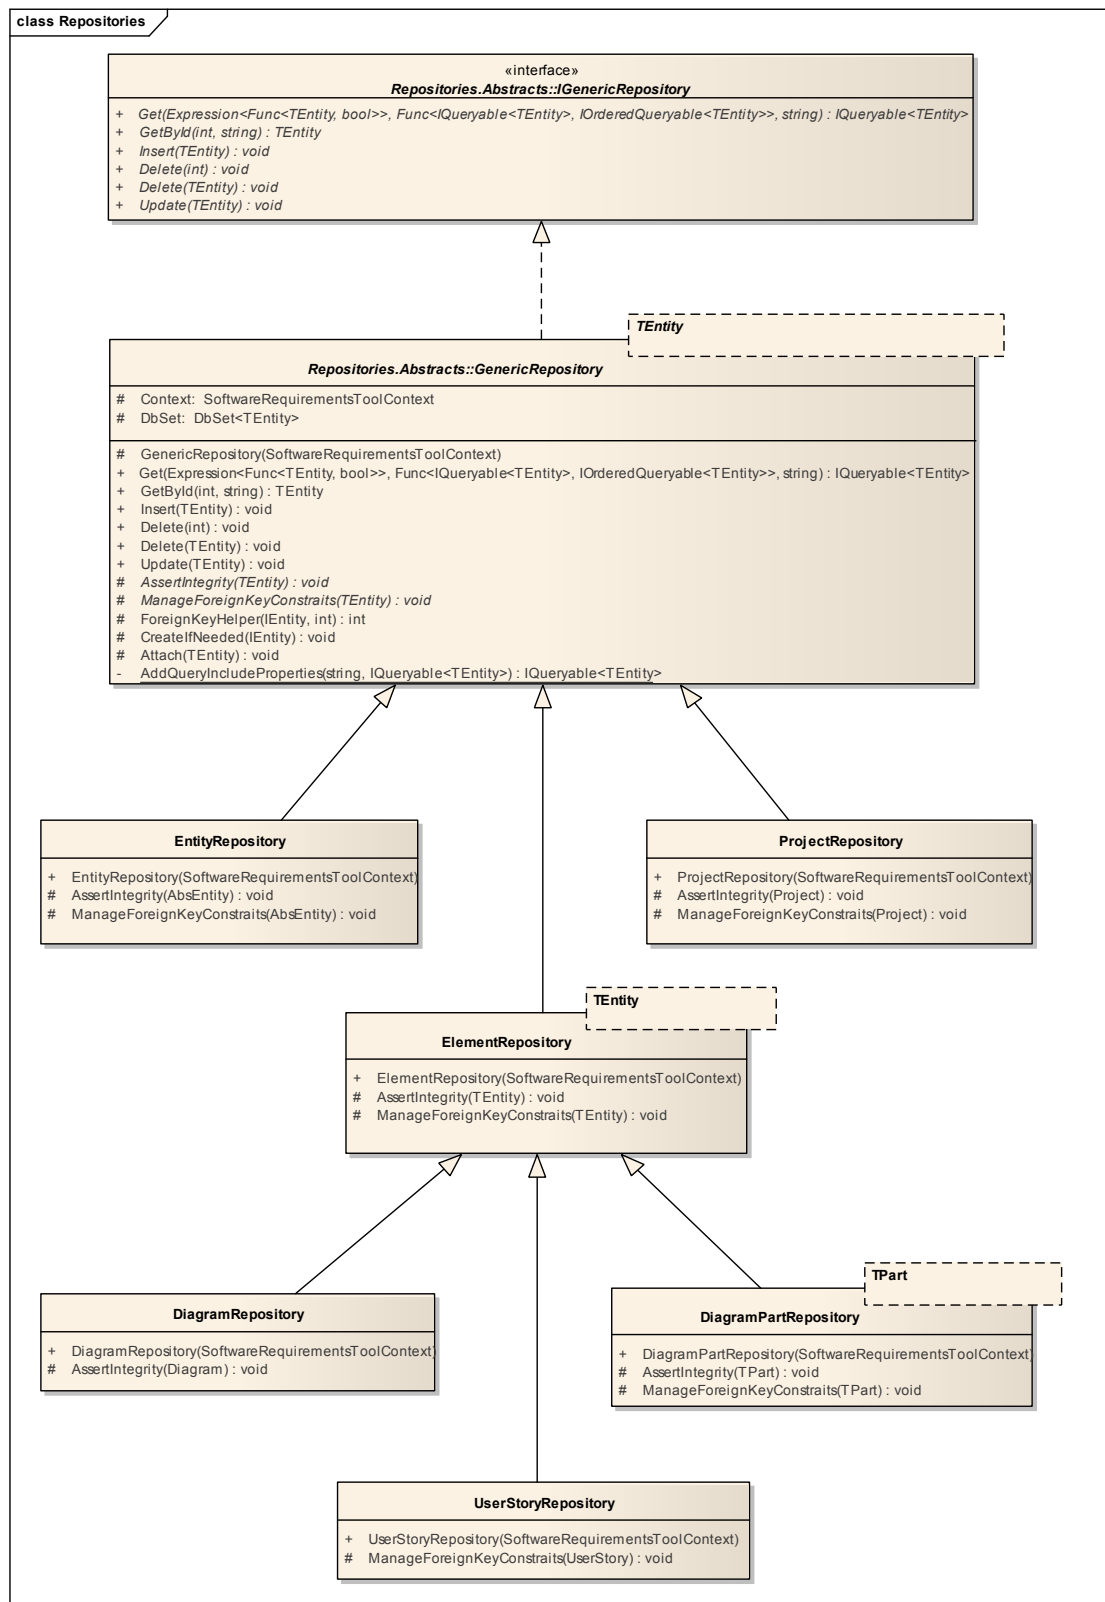 class Repositories
«interface»
Repositories.Abstracts::IGenericRepository
+ Get(Expression<Func<TEntity, bool>>, Func<IQueryable<TEntity>, IOrderedQueryable<TEntity>>, string) : IQueryable<TEntity>
+ GetById(int, string) : TEntity
+ Insert(TEntity) : void
+ Delete(int) : void
+ Delete(TEntity) : void
+ Update(TEntity) : void
TEntity
Repositories.Abstracts::GenericRepository
# Context: SoftwareRequirementsToolContext
# DbSet: DbSet<TEntity>
# GenericRepository(SoftwareRequirementsToolContext)
+ Get(Expression<Func<TEntity, bool>>, Func<IQueryable<TEntity>, IOrderedQueryable<TEntity>>, string) : IQueryable<TEntity>
+ GetById(int, string) : TEntity
+ Insert(TEntity) : void
+ Delete(int) : void
+ Delete(TEntity) : void
+ Update(TEntity) : void
# AssertIntegrity(TEntity) : void
# ManageForeignKeyConstraints(TEntity) : void
# ForeignKeyHelper(IEntity, int) : int
# CreateIfNeeded(IEntity) : void
# Attach(TEntity) : void
- AddQueryIncludeProperties(string, IQueryable<TEntity>) : IQueryable<TEntity>
EntityRepository
+ EntityRepository(SoftwareRequirementsToolContext)
# AssertIntegrity(AbsEntity) : void
# ManageForeignKeyConstraits(AbsEntity) : void
ProjectRepository
+ ProjectRepository(SoftwareRequirementsToolContext)
# AssertIntegrity(Project) : void
# ManageForeignKeyConstraits(Project) : void
TEntity
ElementRepository
+ ElementRepository(SoftwareRequirementsToolContext)
# AssertIntegrity(TEntity) : void
# ManageForeignKeyConstraits(TEntity) : void
DiagramRepository
+ DiagramRepository(SoftwareRequirementsToolContext)
# AssertIntegrity(Diagram) : void
TPart
DiagramPartRepository
+ DiagramPartRepository(SoftwareRequirementsToolContext)
# AssertIntegrity(TPart) : void
# ManageForeignKeyConstraits(TPart) : void
UserStoryRepository
+ UserStoryRepository(SoftwareRequirementsToolContext)
# ManageForeignKeyConstraits(UserStory) : void